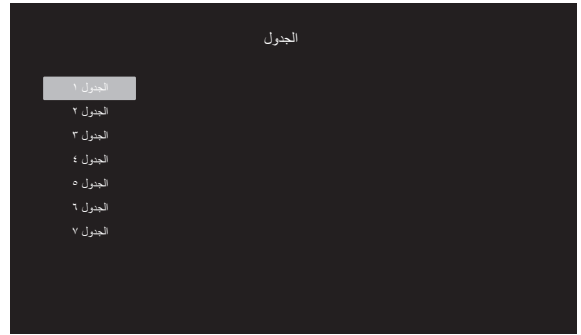 الجدول
الجدول ١
الجدول ٢
الجدول ٣
الجدول ٤
الجدول ٥
الجدول ٦
الجدول ٧